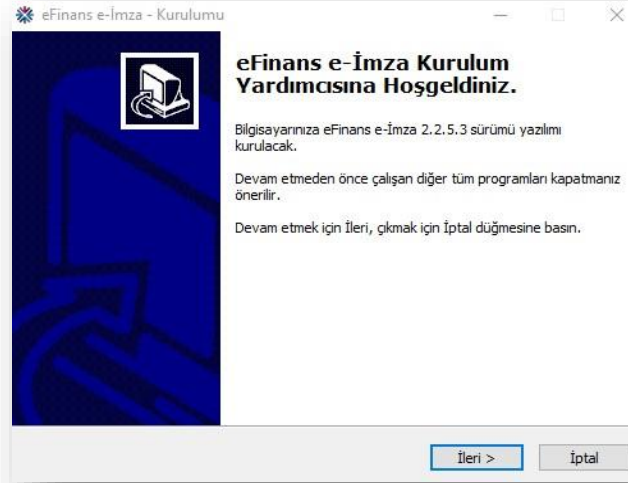 eFinans e-İmza - Kurulumu
eFinans e-İmza Kurulum
Yardımcısına Hoşgeldiniz.
Bilgisayarınıza eFinans e-İmza 2.2.5.3 sürümü yazılımı
kurulacak.
Devam etmeden önce çalışan diğer tüm programları kapatmanız
önerilir.
Devam etmek için İleri, çıkmak için İptal düğmesine basın.
İleri >
İptal